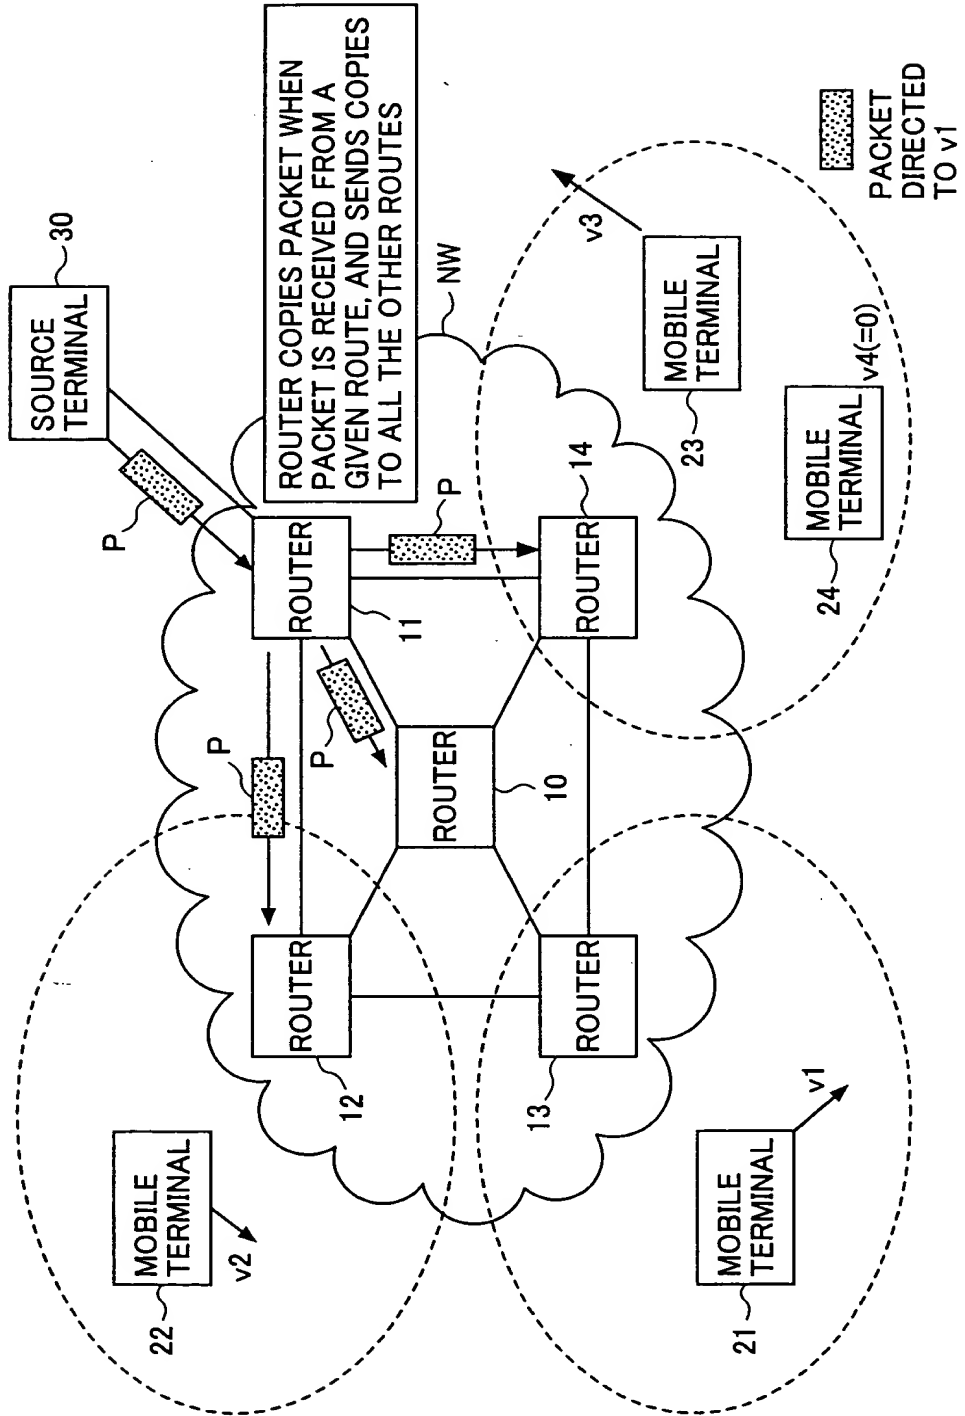 SOURCE
TERMINAL
30
P
ROUTER COPIES PACKET WHEN
PACKET IS RECEIVED FROM A
GIVEN ROUTE, AND SENDS COPIES
TO ALL THE OTHER ROUTES
NW
ROUTER
11
P
P
P
ROUTER
12
ROUTER
10
ROUTER
13
ROUTER
14
MOBILE
TERMINAL
22
v2
MOBILE
TERMINAL
21
v1
MOBILE
TERMINAL
23
v3
MOBILE
TERMINAL
24
v4(=0)
PACKET
DIRECTED
TO v1